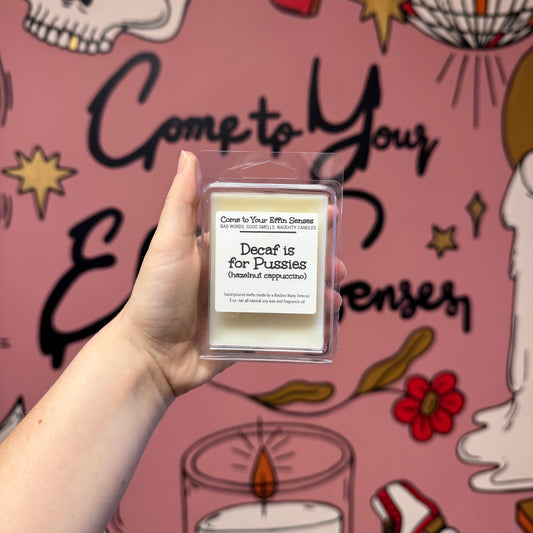 Come to Your
Eff
Senses
Come to Your Effin Senses
BAD WORDS. GOOD SMELLS. NAUGHTY CANDLES
Decaf is
for Pussies
(hazelnut cappuccino)
Hand-poured melts made by a Badass Navy Veteran
3 oz. net all natural soy wax and fragrance oil